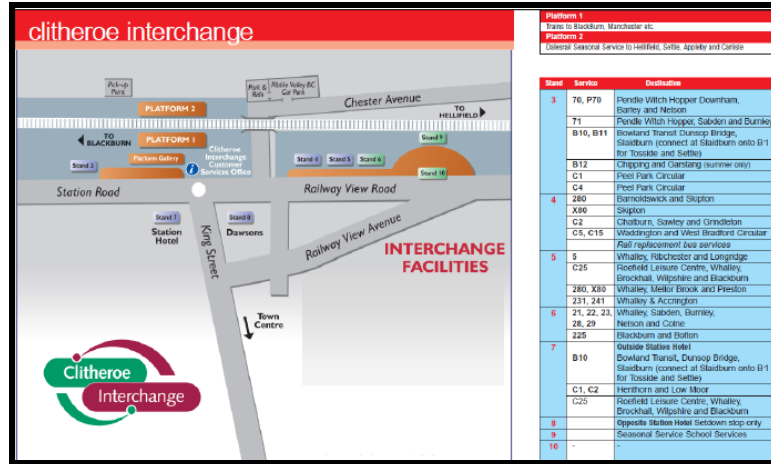 clitheroe interchange
Pick-up
Point
Park &
Ride
Ribble Valley BC
Car Park
PLATFORM 2
Chester Avenue
TO
HELLIFIELD
TO
BLACKBURN
PLATFORM 1
Clitheroe
Interchange
Customer
Services Office
Platform Gallery
i
Stand 3
Stand 4
Stand 5
Stand 6
Stand 9
Stand 10
Station Road
Railway View Road
Stand 7
Station
Hotel
King Street
Stand 8
Dawsons
Railway View Avenue
INTERCHANGE
FACILITIES
Town
Centre
Clitheroe
Interchange
Platform 1
Trains to Blackburn, Manchester etc.
Platform 2
Dalesrail Seasonal Service to Hellifield, Settle, Appleby and Carlisle
Stand Service Destination
3 70, P70 Pendle Witch Hopper Downham,
Barley and Nelson
71 Pendle Witch Hopper, Sabden and Burnley
B10, B11 Bowland Transit Dunsop Bridge,
Slaidburn (connect at Slaidburn onto B1
for Tosside and Settle)
B12 Chipping and Garstang (summer only)
C1 Peel Park Circular
C4 Peel Park Circular
4 280 Barnoldswick and Skipton
X80 Skipton
C2 Chatburn, Sawley and Grindleton
C5, C15 Waddington and West Bradford Circular
Rail replacement bus services
5 5 Whalley, Ribchester and Longridge
C25 Roefield Leisure Centre, Whalley,
Brockhall, Wilpshire and Blackburn
280, X80 Whalley, Mellor Brook and Preston
231, 241 Whalley & Accrington
6 21, 22, 23, Whalley, Sabden, Burnley,
28, 29 Nelson and Colne
225 Blackburn and Bolton
7 Outside Station Hotel
B10 Bowland Transit, Dunsop Bridge,
Slaidburn (connect at Slaidburn onto B1
for Tosside and Settle)
C1, C2 Henthorn and Low Moor
C25 Roefield Leisure Centre, Whalley,
Brockhall, Wilpshire and Blackburn
8 Opposite Station Hotel Setdown stop only
9 Seasonal Service School Services
10 - -